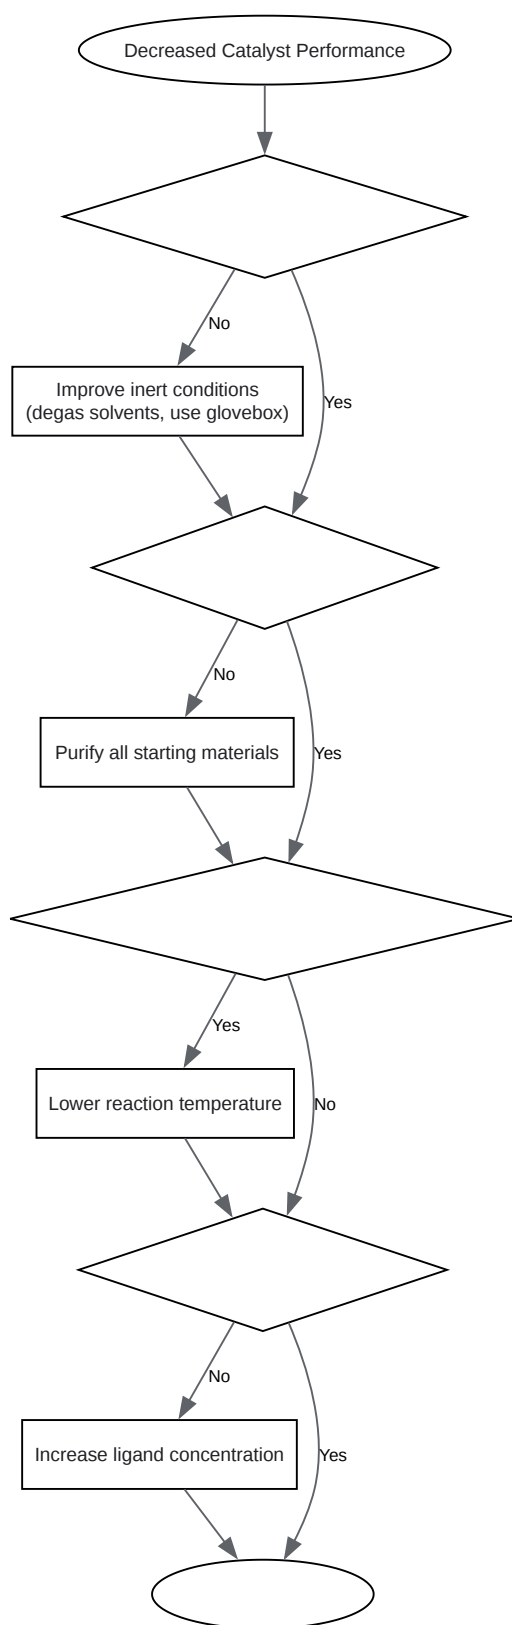 Decreased Catalyst Performance
No
Improve inert conditions
(degas solvents, use glovebox)
Yes
No
Purify all starting materials
Yes
Yes
Lower reaction temperature
No
No
Increase ligand concentration
Yes